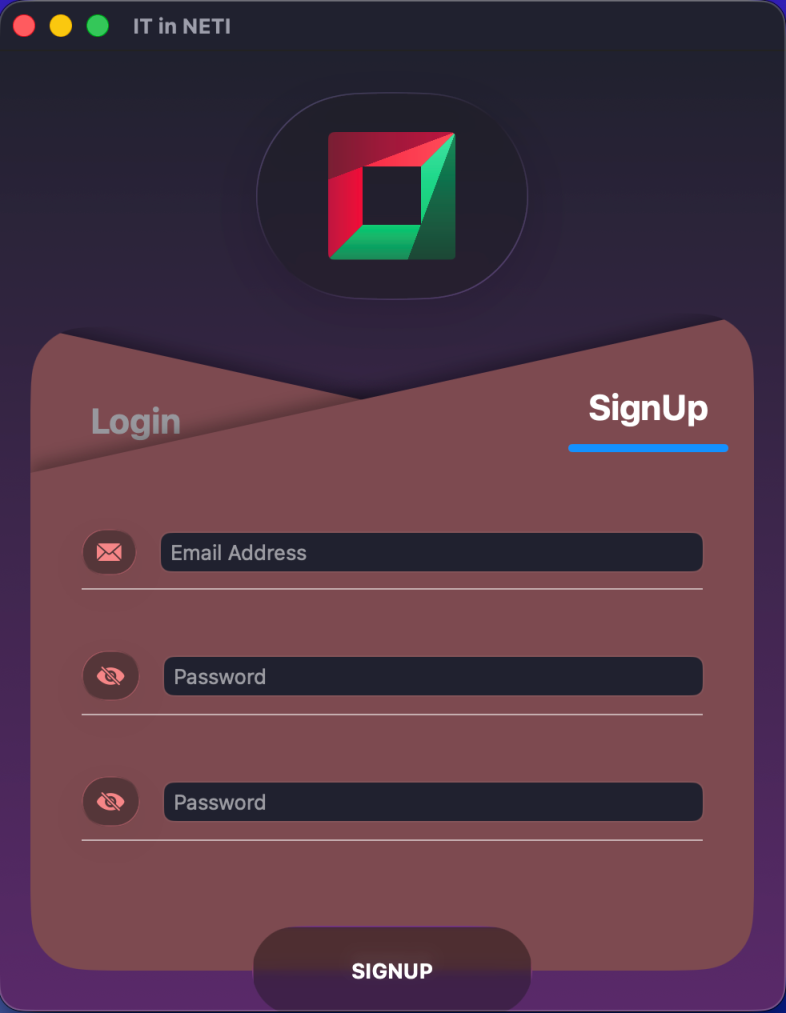 IT in NETI
Login
SignUp
Email Address
Password
Password
SIGNUP